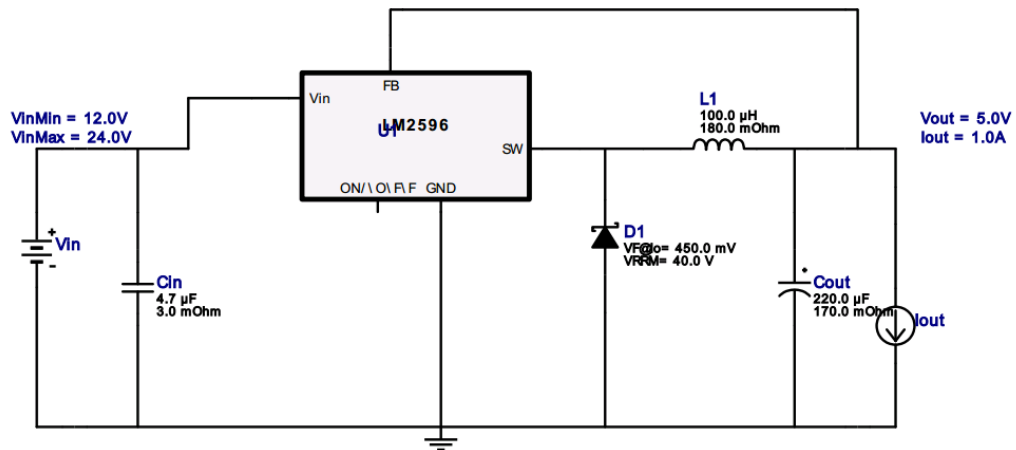 FB
Vin
U1
LM2596
SW
ON/\O\F\F GND
VinMin = 12.0V
VinMax = 24.0V
L1
100.0 µH
180.0 mOhm
Vout = 5.0V
Iout = 1.0A
+
Vin
-
Cin
4.7 µF
3.0 mOhm
D1
VF@Io= 450.0 mV
VRRM= 40.0 V
Cout
220.0 µF
170.0 mOhm
Iout